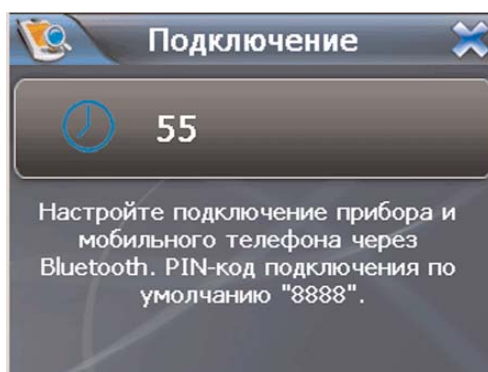 Подключение
55
Настройте подключение прибора и
мобильного телефона через
Bluetooth. PIN-код подключения по
умолчанию "8888".